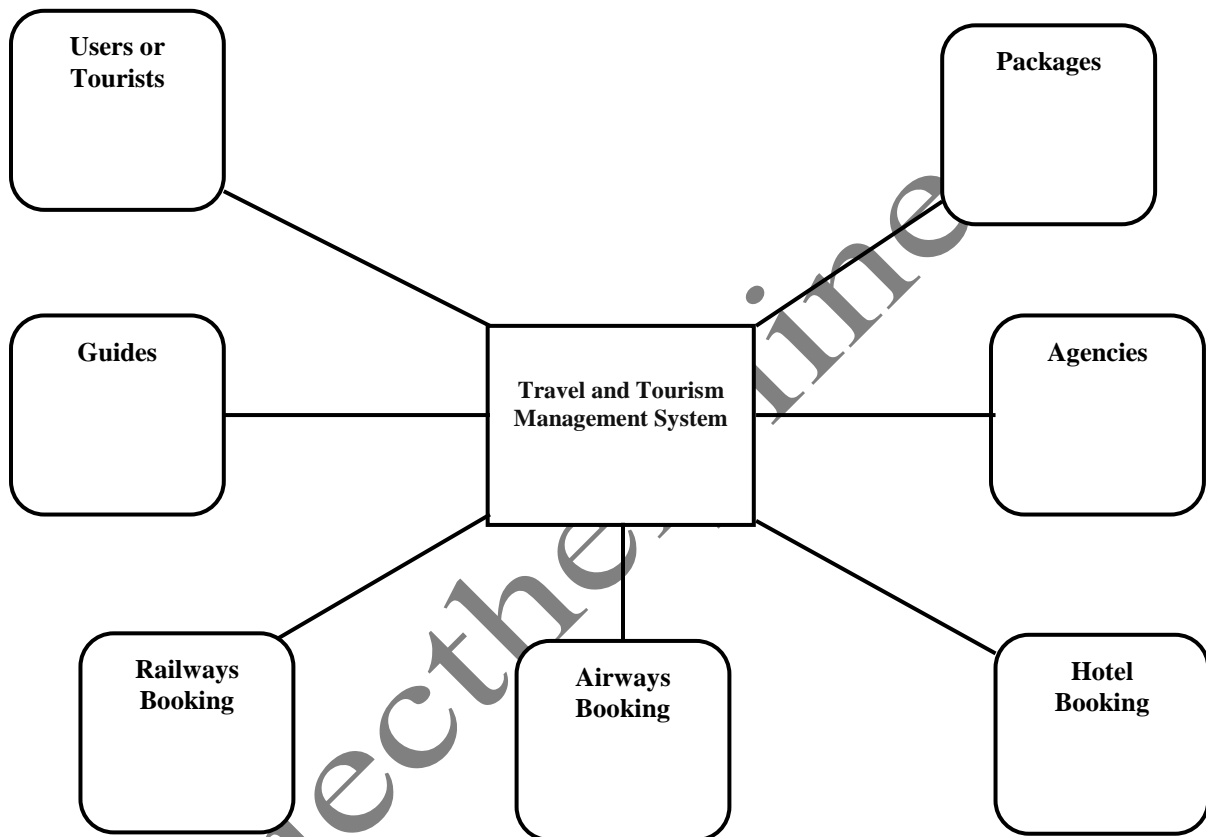 Users or
Tourists
Packages
Guides
Travel and Tourism
Management System
Agencies
Railways
Booking
Airways
Booking
Hotel
Booking